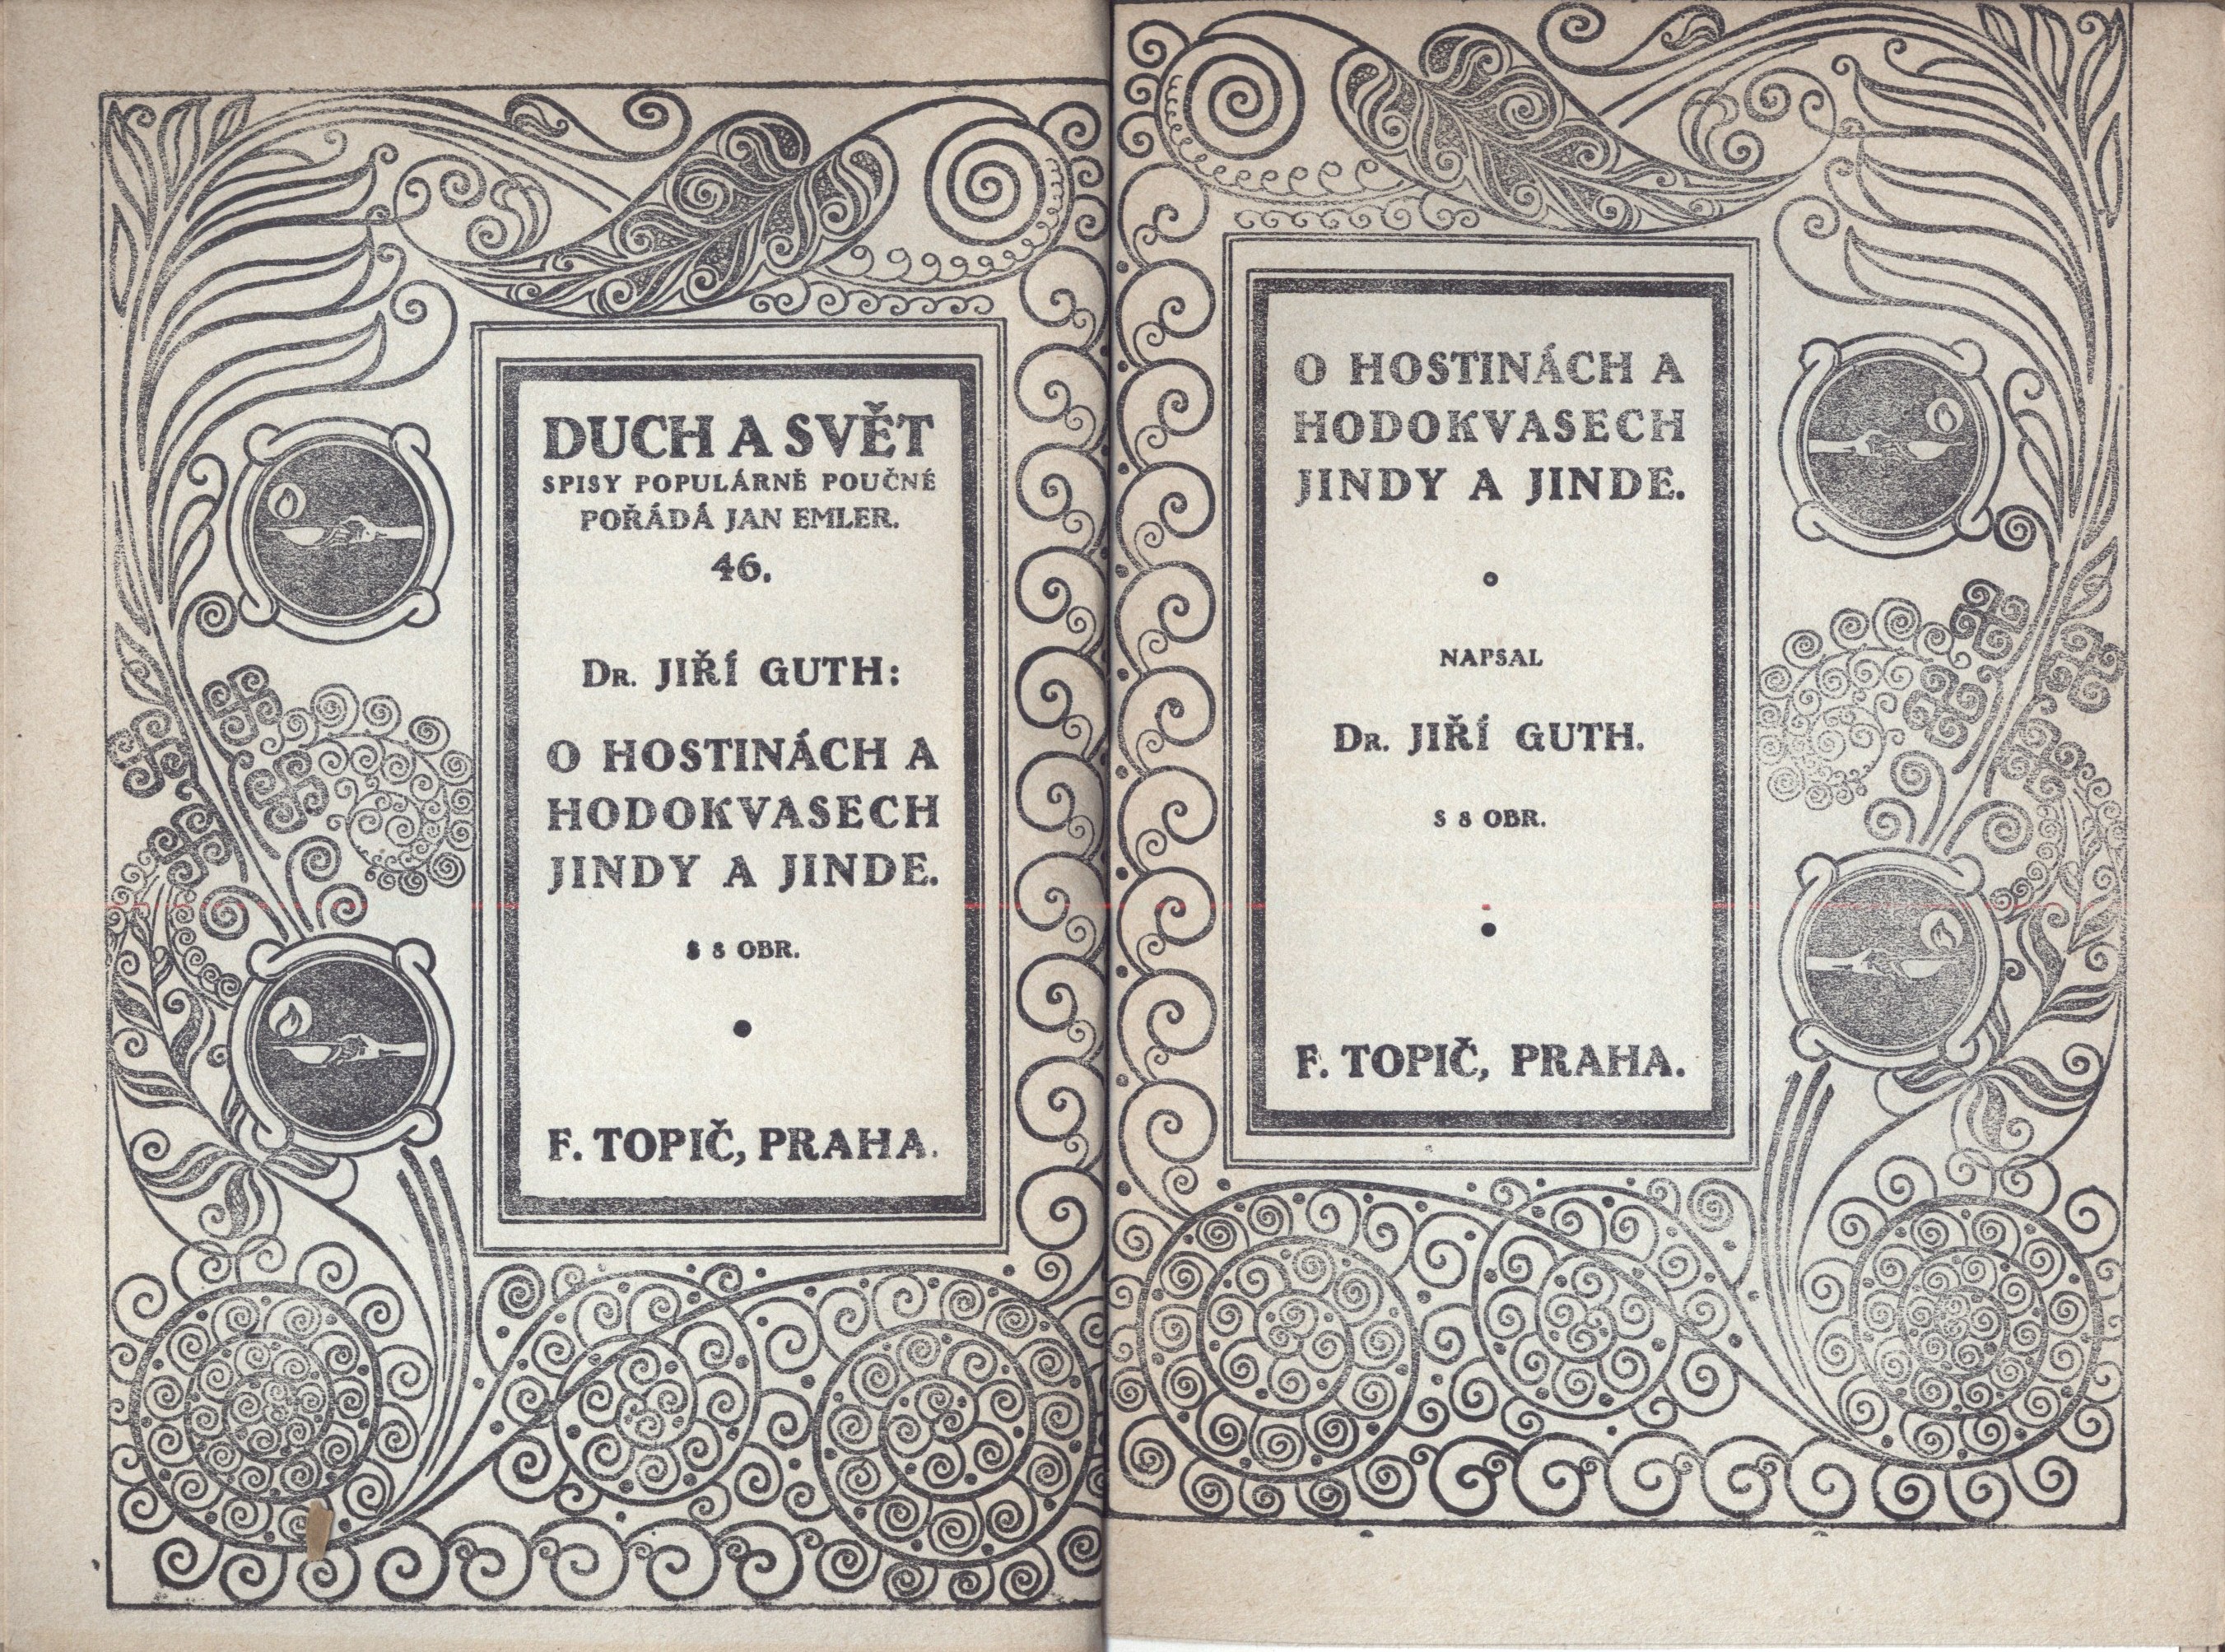 DUCH A SVĚT
SPISY POPULÁRNĚ POUČNÉ
POŘÁDÁ JAN EMLER.
46.
Dr. JIŘÍ GUTH:
O HOSTINÁCH A
HODOKVASECH
JINDY A JINDE.
S 8 OBR.
F. TOPIČ, PRAHA.
O HOSTINÁCH A
HODOKVASECH
JINDY A JINDE.
NAPSAL
Dr. JIŘÍ GUTH.
S 8 OBR.
F. TOPIČ, PRAHA.